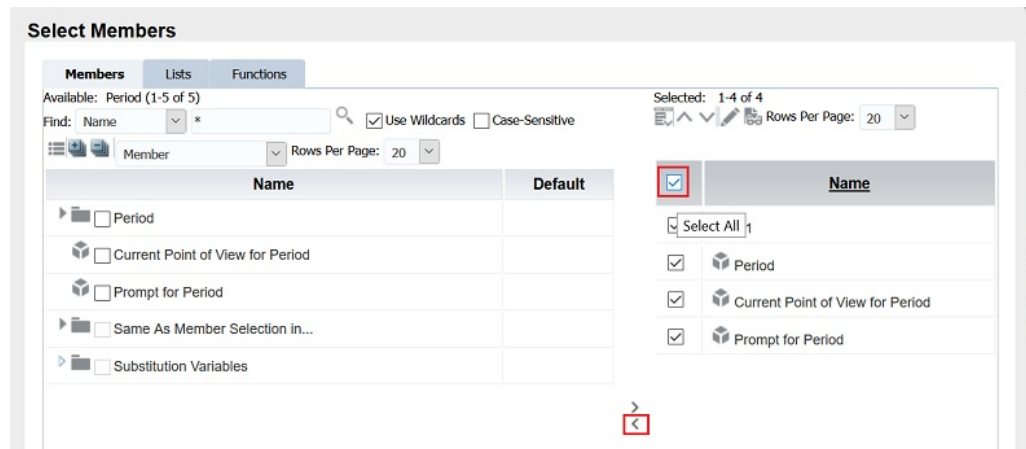 Select Members
Members Lists Functions
Available: Period (1-5 of 5)
Find: Name * Use Wildcards Case-Sensitive
Member Rows Per Page: 20
Name Default
Period
Current Point of View for Period
Prompt for Period
Same As Member Selection in...
Substitution Variables
Selected: 1-4 of 4
Rows Per Page: 20
Name
Select All
Period
Current Point of View for Period
Prompt for Period